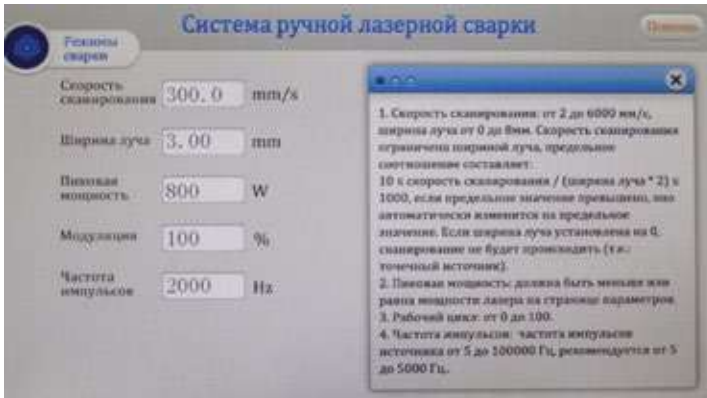 Система ручной лазерной сварки
Помощь
Режимы
сварки
Скорость
сканирования 300.0 mm/s
Ширина луча 3.00 mm
Пиковая
мощность 800 W
Модуляция 100 %
Частота
импульсов 2000 Hz
1. Скорость сканирования: от 2 до 6000 мм/с,
ширина луча от 0 до 8мм. Скорость сканирования
ограничена шириной луча, предельное
соотношение составляет:
10 ≤ скорость сканирования / (ширина луча * 2) ≤
1000, если предельное значение превышено, оно
автоматически изменится на предельное
значение. Если ширина луча установлена на 0,
сканирование не будет происходить (т.е.:
точечный источник).
2. Пиковая мощность: должна быть меньше или
равна мощности лазера на странице параметров.
3. Рабочий цикл: от 0 до 100.
4. Частота импульсов: частота импульсов
источника от 5 до 100000 Гц, рекомендуется от 5
до 5000 Гц.